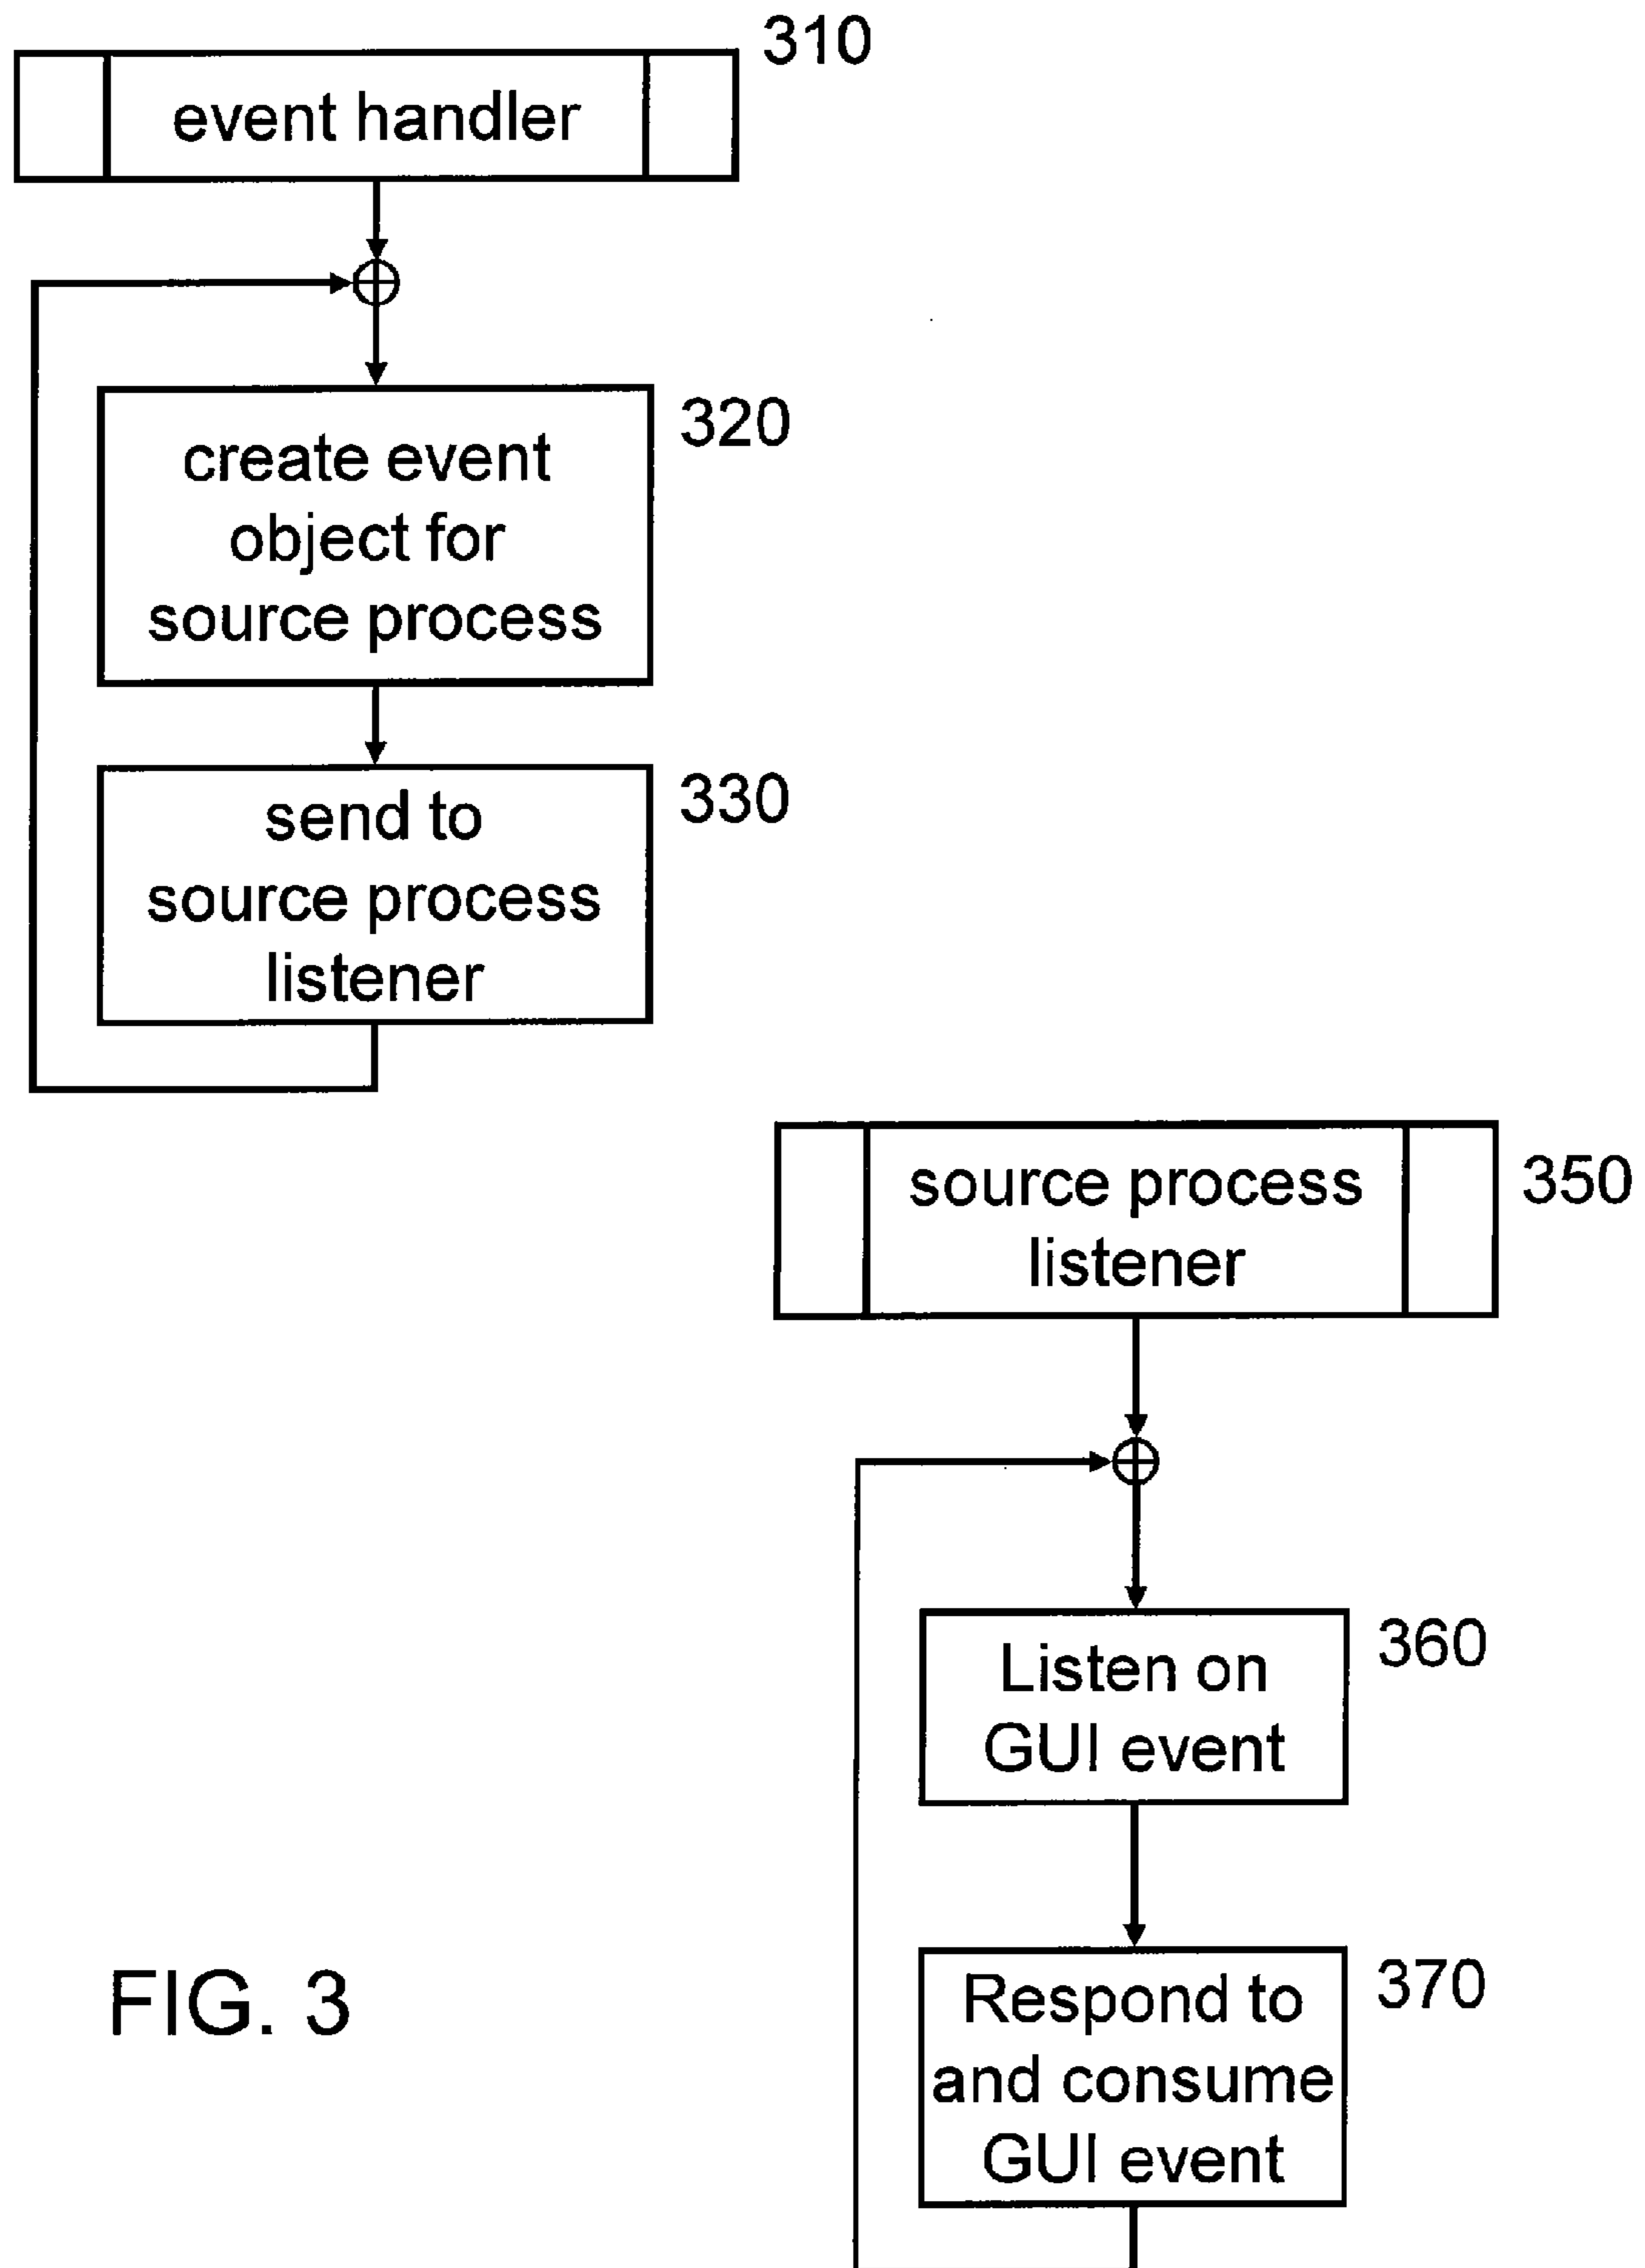 310
event handler
320
create event
object for
source process
330
send to
source process
listener
350
source process
listener
360
Listen on
GUI event
370
Respond to
and consume
GUI event
FIG. 3